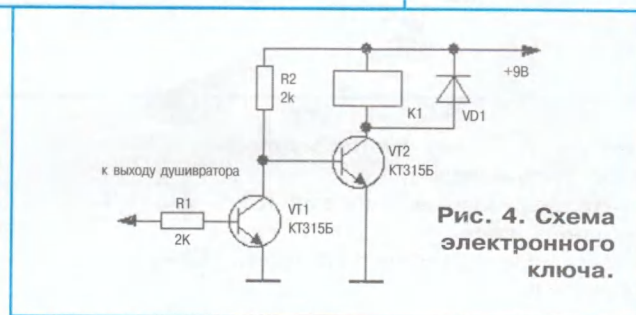 +9В
R2
2k
K1
VD1
VT2
КТ315Б
к выходу душивратора
R1
2K
VT1
КТ315Б
Рис. 4. Схема
электронного
ключа.